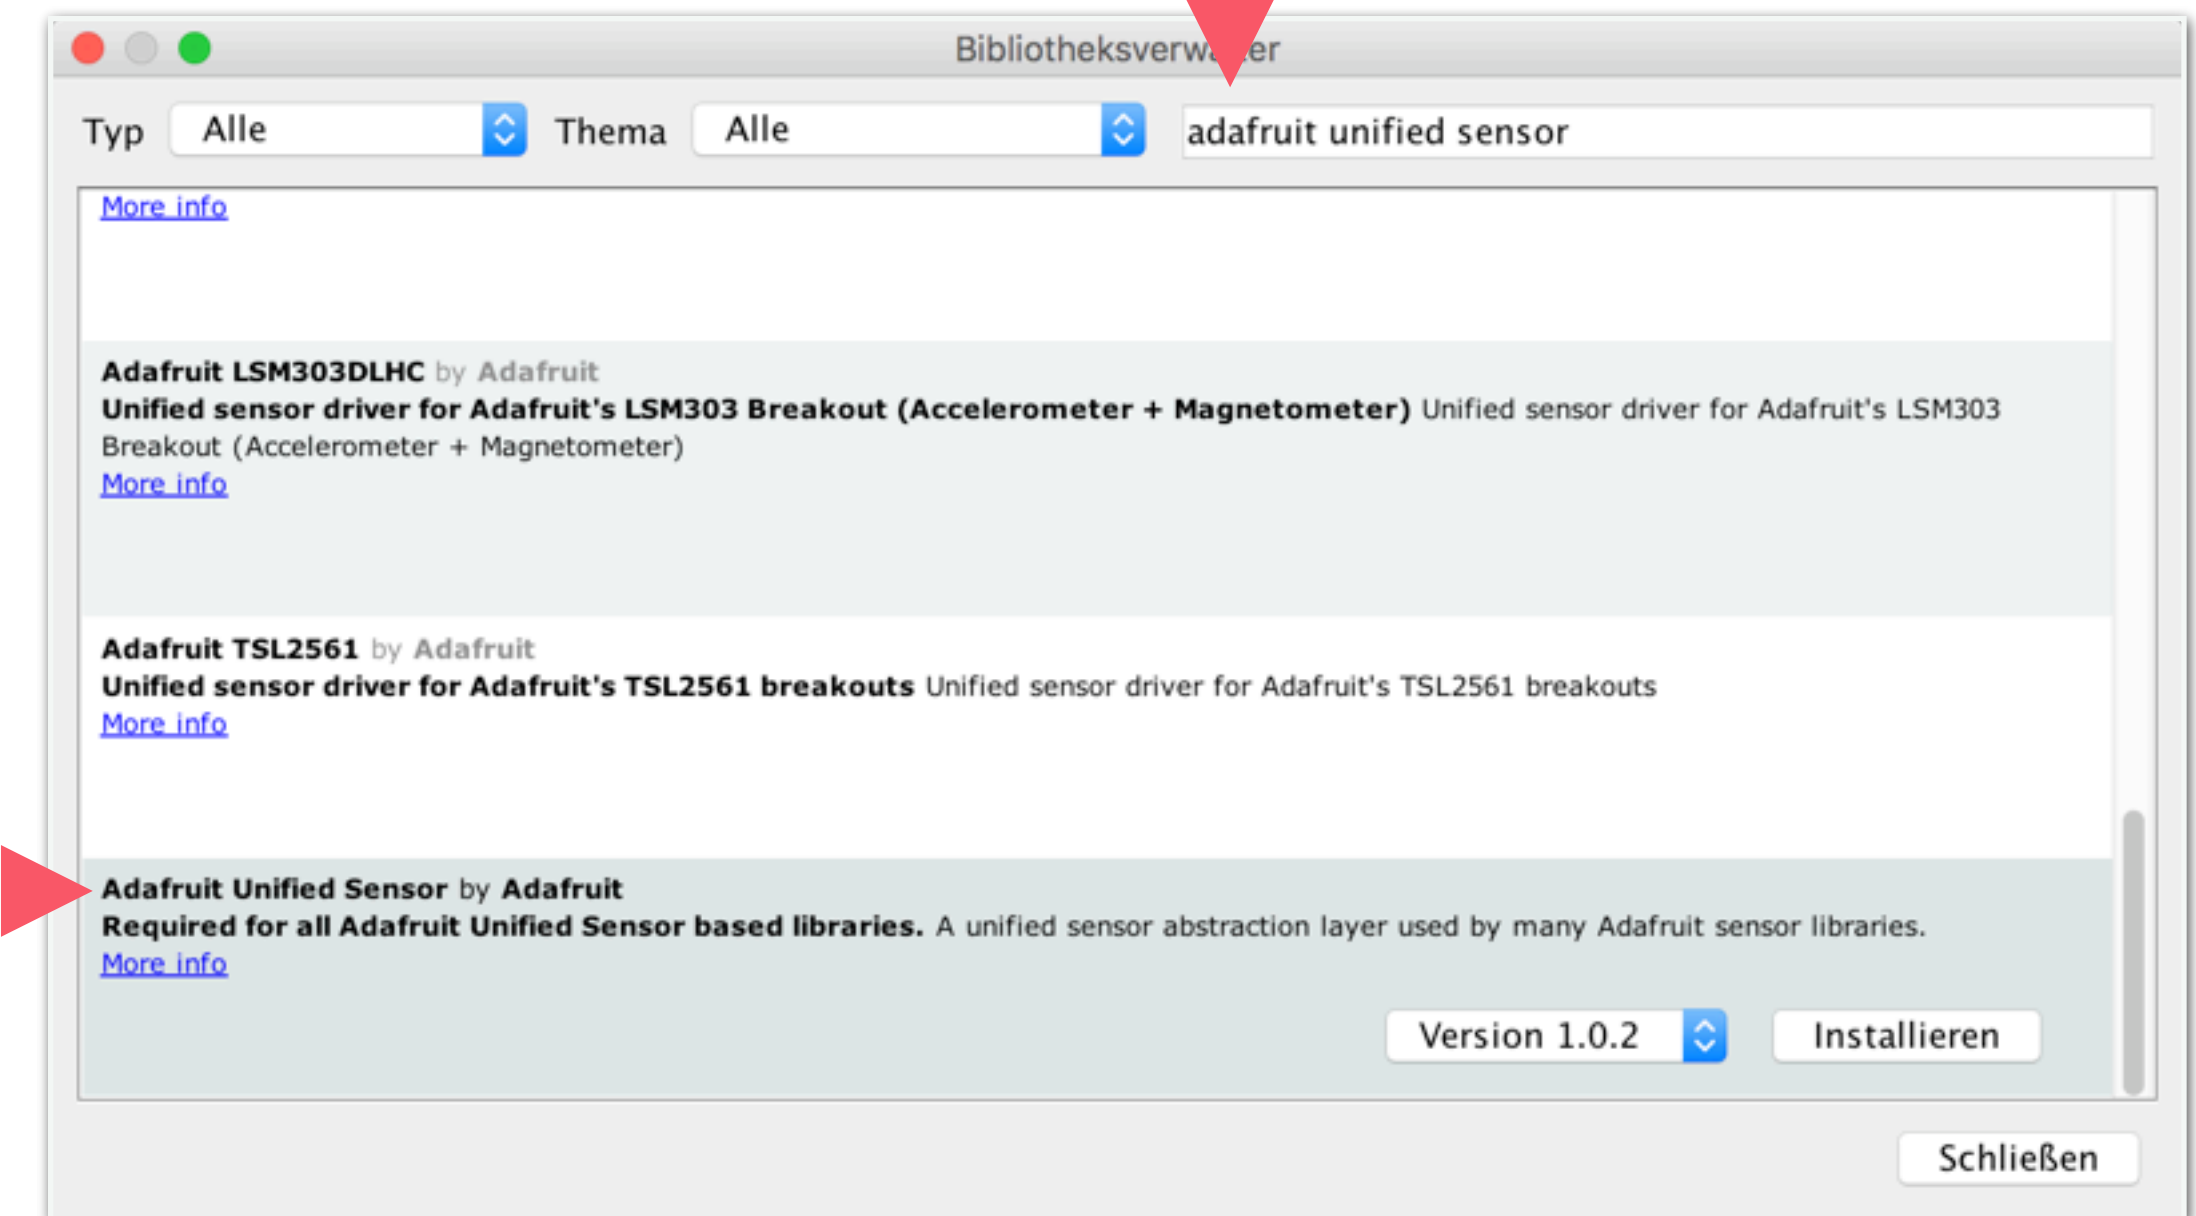 Typ Alle Thema Alle adafruit unified sensor
More info
Adafruit LSM303DLHC by Adafruit
Unified sensor driver for Adafruit's LSM303 Breakout (Accelerometer + Magnetometer) Unified sensor driver for Adafruit's LSM303
Breakout (Accelerometer + Magnetometer)
More info
Adafruit TSL2561 by Adafruit
Unified sensor driver for Adafruit's TSL2561 breakouts Unified sensor driver for Adafruit's TSL2561 breakouts
More info
Adafruit Unified Sensor by Adafruit
Required for all Adafruit Unified Sensor based libraries. A unified sensor abstraction layer used by many Adafruit sensor libraries.
More info
Version 1.0.2 Installieren
Schließen